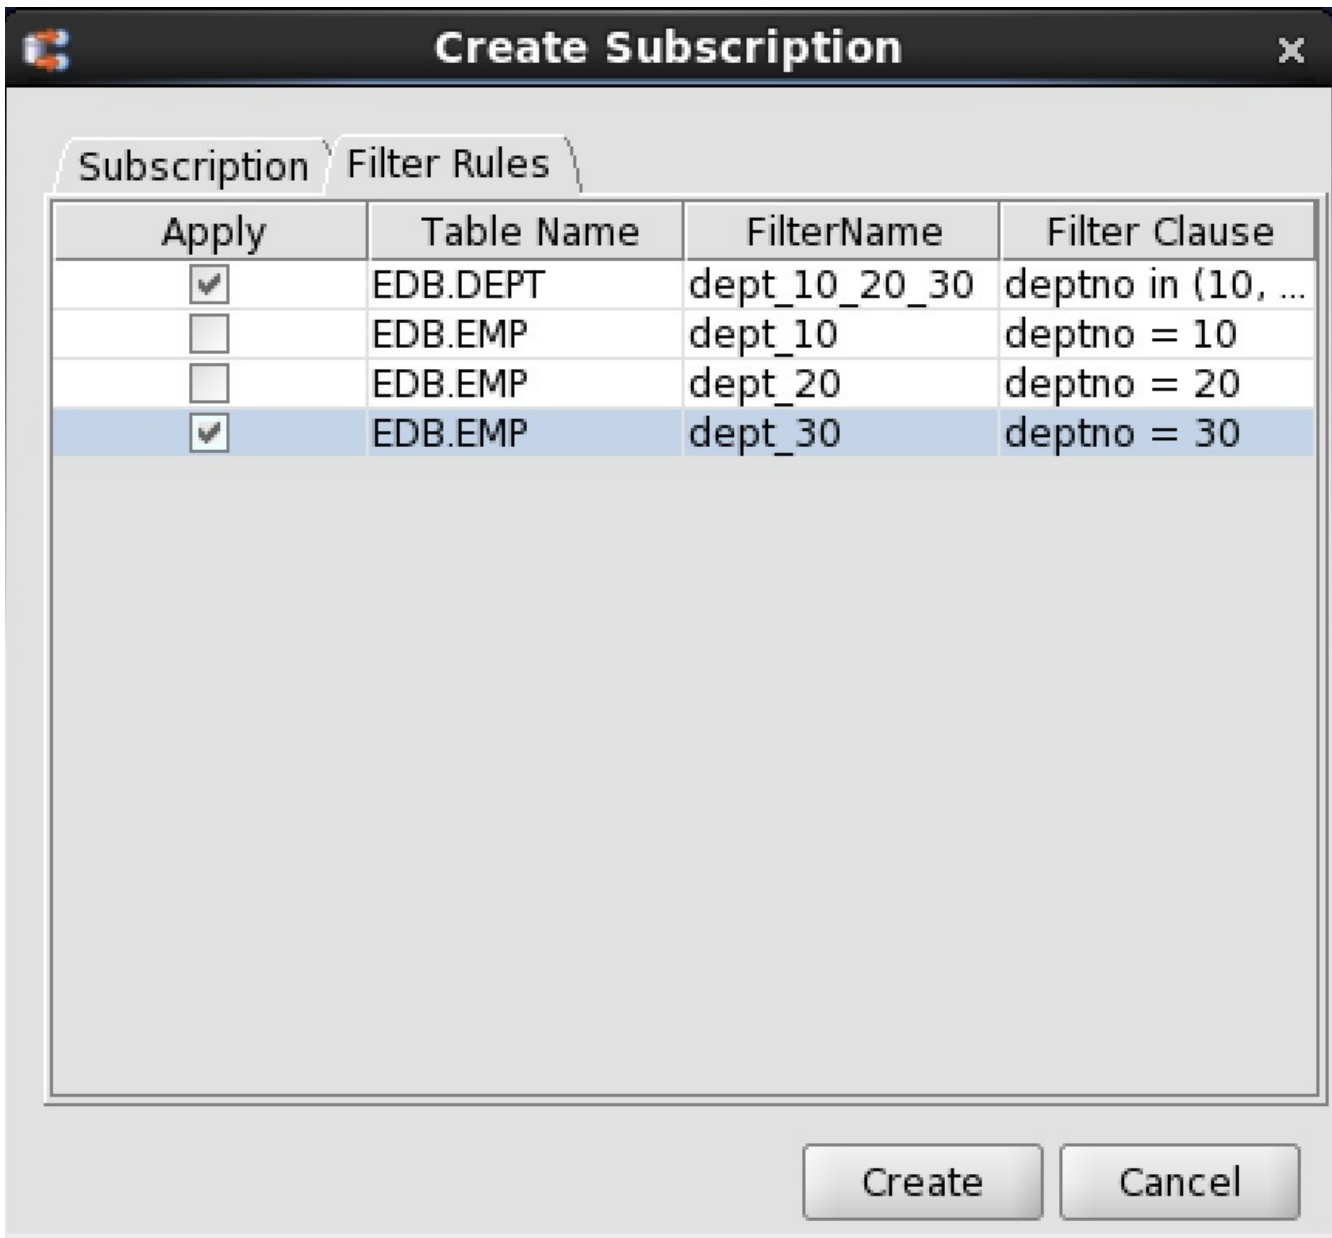 Create Subscription
Subscription Filter Rules
Apply Table Name FilterName Filter Clause
EDB.DEPT dept_10_20_30 deptno in (10, ...
EDB.EMP dept_10 deptno = 10
EDB.EMP dept_20 deptno = 20
EDB.EMP dept_30 deptno = 30
Create Cancel